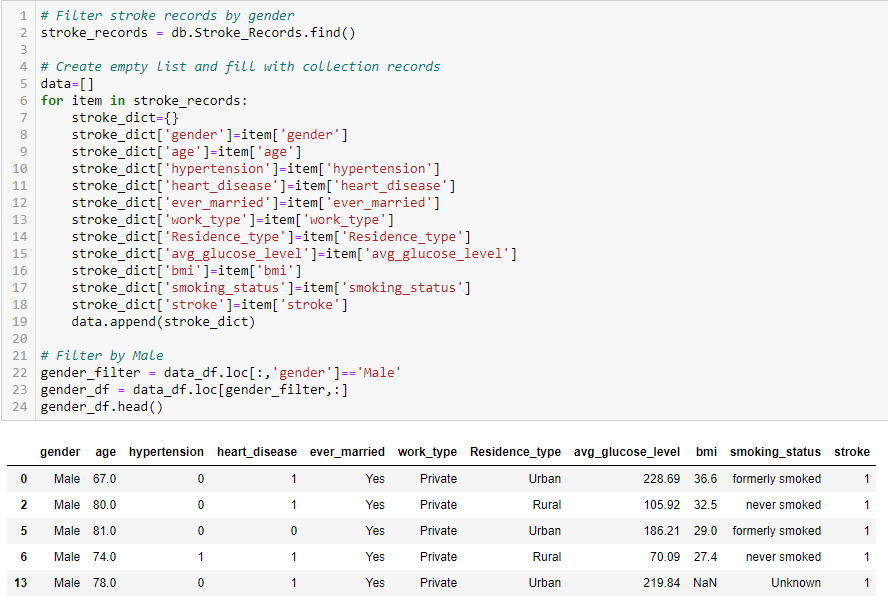 1 # Filter stroke records by gender
2 stroke_records = db.Stroke_Records.find()
3
4 # Create empty list and fill with collection records
5 data=[]
6 for item in stroke_records:
7     stroke_dict={}
8     stroke_dict['gender']=item['gender']
9     stroke_dict['age']=item['age']
10     stroke_dict['hypertension']=item['hypertension']
11     stroke_dict['heart_disease']=item['heart_disease']
12     stroke_dict['ever_married']=item['ever_married']
13     stroke_dict['work_type']=item['work_type']
14     stroke_dict['Residence_type']=item['Residence_type']
15     stroke_dict['avg_glucose_level']=item['avg_glucose_level']
16     stroke_dict['bmi']=item['bmi']
17     stroke_dict['smoking_status']=item['smoking_status']
18     stroke_dict['stroke']=item['stroke']
19     data.append(stroke_dict)
20
21 # Filter by Male
22 gender_filter = data_df.loc[:,'gender']=='Male'
23 gender_df = data_df.loc[gender_filter,:]
24 gender_df.head()
gender age hypertension heart_disease ever_married work_type Residence_type avg_glucose_level bmi smoking_status stroke
0 Male 67.0 0 1 Yes Private Urban 228.69 36.6 formerly smoked 1
2 Male 80.0 0 1 Yes Private Rural 105.92 32.5 never smoked 1
5 Male 81.0 0 0 Yes Private Urban 186.21 29.0 formerly smoked 1
6 Male 74.0 1 1 Yes Private Rural 70.09 27.4 never smoked 1
13 Male 78.0 0 1 Yes Private Urban 219.84 NaN Unknown 1